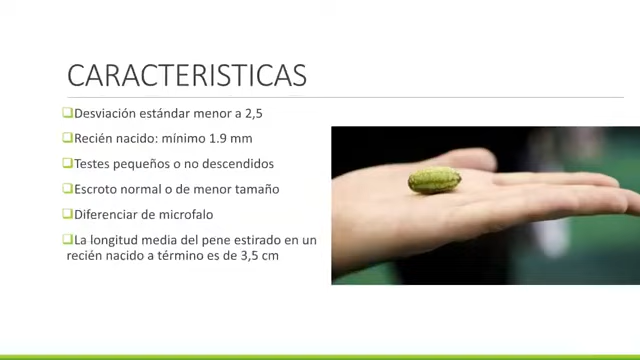 CARACTERISTICAS
Desviación estándar menor a 2,5
Recién nacido: mínimo 1.9 mm
Testes pequeños o no descendidos
Escroto normal o de menor tamaño
Diferenciar de microfalo
La longitud media del pene estirado en un
recién nacido a término es de 3,5 cm